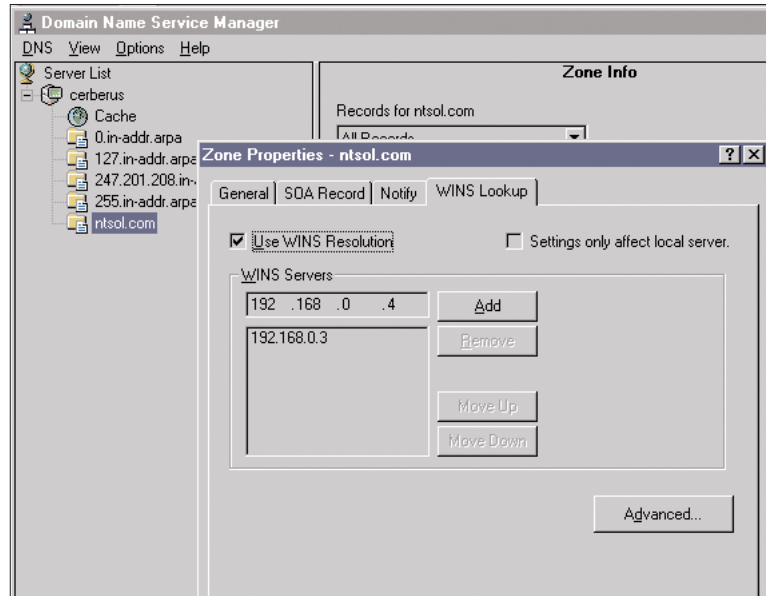 Domain Name Service Manager
DNS View Options Help
Server List
cerberus
Cache
0.in-addr.arpa
127.in-addr.arpa
247.201.208.in-
255.in-addr.arpa
ntsol.com
Zone Info
Records for ntsol.com
All Records
Zone Properties - ntsol.com
General SOA Record Notify WINS Lookup
Use WINS Resolution
Settings only affect local server.
WINS Servers
192 .168 .0 .4
Add
192.168.0.3
Remove
Move Up
Move Down
Advanced...